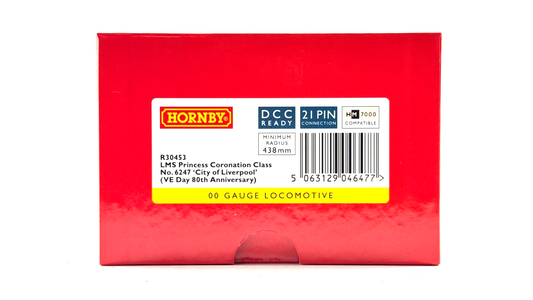 HORNBY
DCC
READY
21 PIN
CONNECTION
HM 7000
COMPATIBLE
MINIMUM
RADIUS
438mm
R30453
LMS Princess Coronation Class
No. 6247 ‘City of Liverpool’
(VE Day 80th Anniversary)
5 063129 046477 >
00 GAUGE LOCOMOTIVE